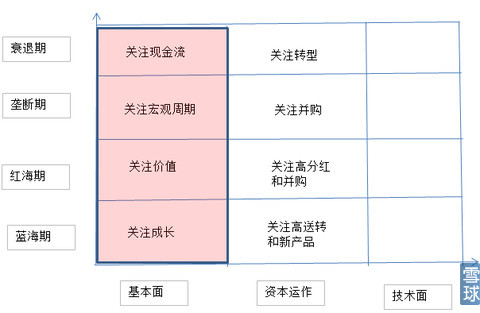 衰退期
关注现金流
关注转型
垄断期
关注宏观周期
关注并购
红海期
关注价值
关注高分红
和并购
蓝海期
关注成长
关注高送转
和新产品
基本面
资本运作
技术面
雪球